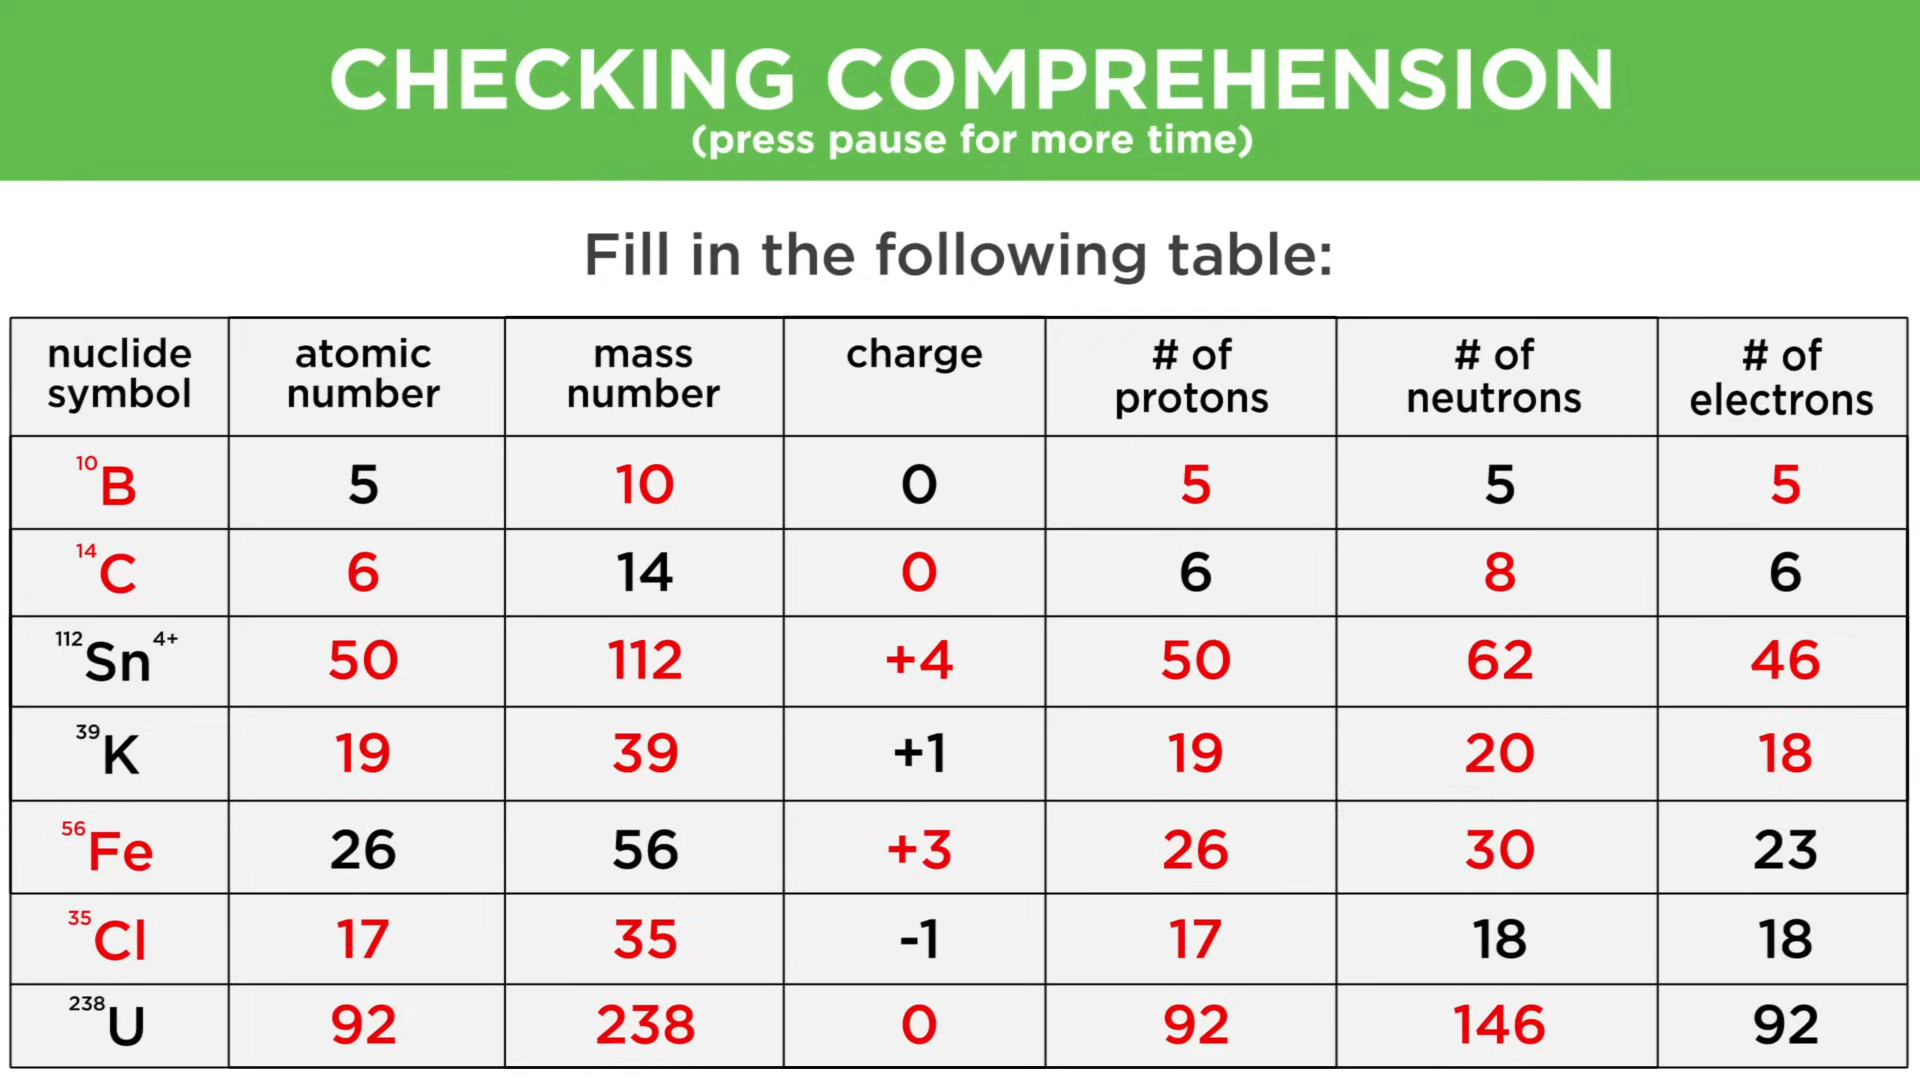 CHECKING COMPREHENSION
(press pause for more time)
Fill in the following table:
nuclide symbol | atomic number | mass number | charge | # of protons | # of neutrons | # of electrons
¹⁰B | 5 | 10 | 0 | 5 | 5 | 5
¹⁴C | 6 | 14 | 0 | 6 | 8 | 6
¹¹²Sn⁴⁺ | 50 | 112 | +4 | 50 | 62 | 46
³⁹K | 19 | 39 | +1 | 19 | 20 | 18
⁵⁶Fe | 26 | 56 | +3 | 26 | 30 | 23
³⁵Cl | 17 | 35 | -1 | 17 | 18 | 18
²³⁸U | 92 | 238 | 0 | 92 | 146 | 92